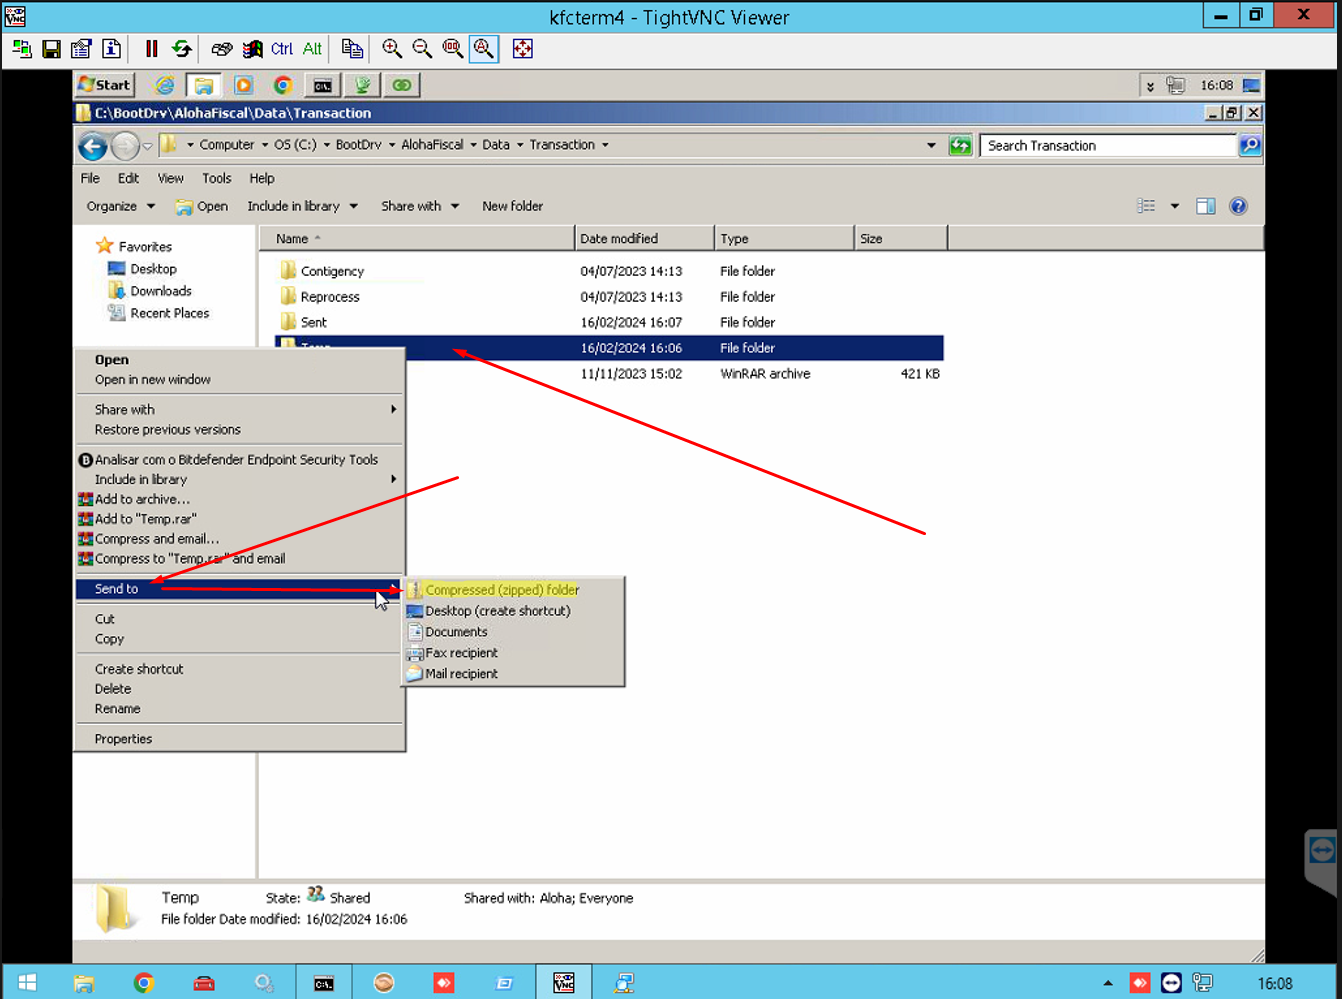 kfcterm4 - TightVNC Viewer
Ctrl Alt
Start
16:08
C:\BootDrv\AlohaFiscal\Data\Transaction
Computer OS (C:) BootDrv AlohaFiscal Data Transaction
Search Transaction
File Edit View Tools Help
Organize Open Include in library Share with New folder
Favorites
Desktop
Downloads
Recent Places
Name Date modified Type Size
Contigency 04/07/2023 14:13 File folder
Reprocess 04/07/2023 14:13 File folder
Sent 16/02/2024 16:07 File folder
Temp 16/02/2024 16:06 File folder
11/11/2023 15:02 WinRAR archive 421 KB
Open
Open in new window
Share with
Restore previous versions
Analisar com o Bitdefender Endpoint Security Tools
Include in library
Add to archive...
Add to "Temp.rar"
Compress and email...
Compress to "Temp.rar" and email
Send to
Cut
Copy
Create shortcut
Delete
Rename
Properties
Compressed (zipped) folder
Desktop (create shortcut)
Documents
Fax recipient
Mail recipient
Temp State: Shared Shared with: Aloha; Everyone
File folder Date modified: 16/02/2024 16:06
16:08